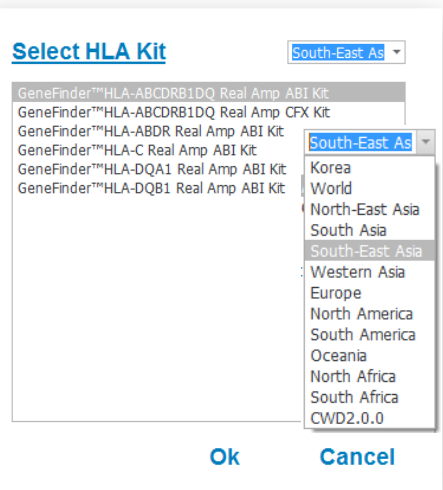 Select HLA Kit
South-East As
GeneFinder™HLA-ABCDRB1DQ Real Amp ABI Kit
GeneFinder™HLA-ABCDRB1DQ Real Amp CFX Kit
GeneFinder™HLA-ABDR Real Amp ABI Kit
GeneFinder™HLA-C Real Amp ABI Kit
GeneFinder™HLA-DQA1 Real Amp ABI Kit
GeneFinder™HLA-DQB1 Real Amp ABI Kit
South-East As
Korea
World
North-East Asia
South Asia
South-East Asia
Western Asia
Europe
North America
South America
Oceania
North Africa
South Africa
CWD2.0.0
Ok
Cancel